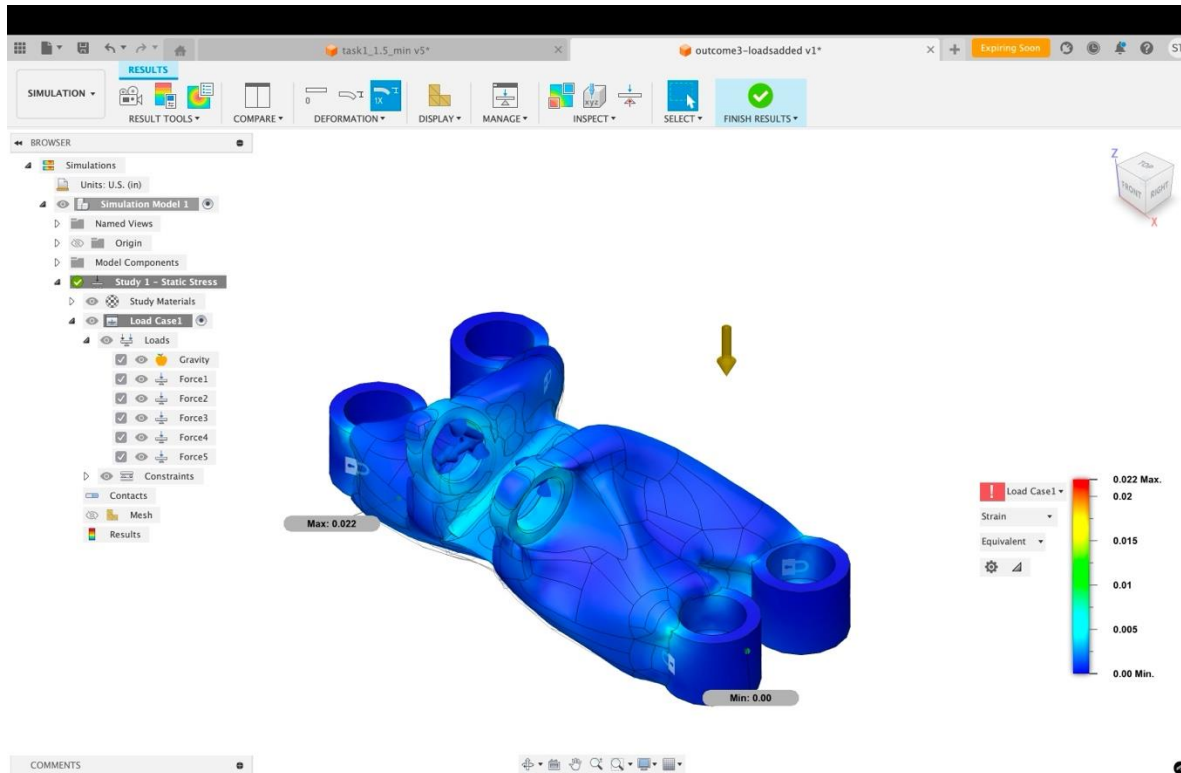 task1_1.5_min v5*
outcome3-loadsadded v1*
Expiring Soon
ST
RESULTS
SIMULATION
RESULT TOOLS
COMPARE
DEFORMATION
DISPLAY
MANAGE
INSPECT
SELECT
FINISH RESULTS
0
1X
xyz
BROWSER
Simulations
Units: U.S. (in)
Simulation Model 1
Named Views
Origin
Model Components
Study 1 - Static Stress
Study Materials
Load Case1
Loads
Gravity
Force1
Force2
Force3
Force4
Force5
Constraints
Contacts
Mesh
Results
Z
TOP
FRONT
RIGHT
X
Max: 0.022
Min: 0.00
Load Case1
Strain
Equivalent
0.022 Max.
0.02
0.015
0.01
0.005
0.00 Min.
COMMENTS